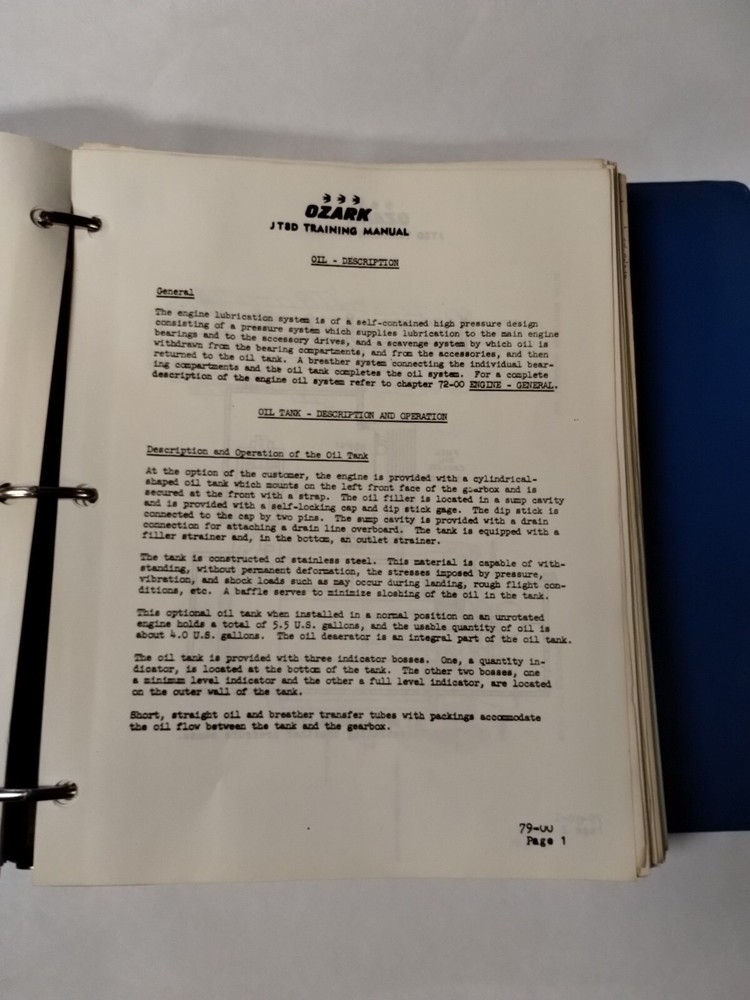 OZARK
JT8D TRAINING MANUAL
OIL - DESCRIPTION
General
The engine lubrication system is of a self-contained high pressure design
consisting of a pressure system which supplies lubrication to the main engine
bearings and to the accessory drives, and a scavenge system by which oil is
withdrawn from the bearing compartments, and from the accessories, and then
returned to the oil tank. A breather system connecting the individual bear-
ing compartments and the oil tank completes the oil system. For a complete
description of the engine oil system refer to chapter 72-00 ENGINE - GENERAL.
OIL TANK - DESCRIPTION AND OPERATION
Description and Operation of the Oil Tank
At the option of the customer, the engine is provided with a cylindrical-
shaped oil tank which mounts on the left front face of the gearbox and is
secured at the front with a strap. The oil filler is located in a sump cavity
and is provided with a self-locking cap and dip stick gage. The dip stick is
connected to the cap by two pins. The sump cavity is provided with a drain
connection for attaching a drain line overboard. The tank is equipped with a
filler strainer and, in the bottom, an outlet strainer.
The tank is constructed of stainless steel. This material is capable of with-
standing, without permanent deformation, the stresses imposed by pressure,
vibration, and shock loads such as may occur during landing, rough flight con-
ditions, etc. A baffle serves to minimize sloshing of the oil in the tank.
This optional oil tank when installed in a normal position on an unrotated
engine holds a total of 5.5 U.S. gallons, and the usable quantity of oil is
about 4.0 U.S. gallons. The oil deaerator is an integral part of the oil tank.
The oil tank is provided with three indicator bosses. One, a quantity in-
dicator, is located at the bottom of the tank. The other two bosses, one
a minimum level indicator and the other a full level indicator, are located
on the outer wall of the tank.
Short, straight oil and breather transfer tubes with packings accommodate
the oil flow between the tank and the gearbox.
79-00
Page 1